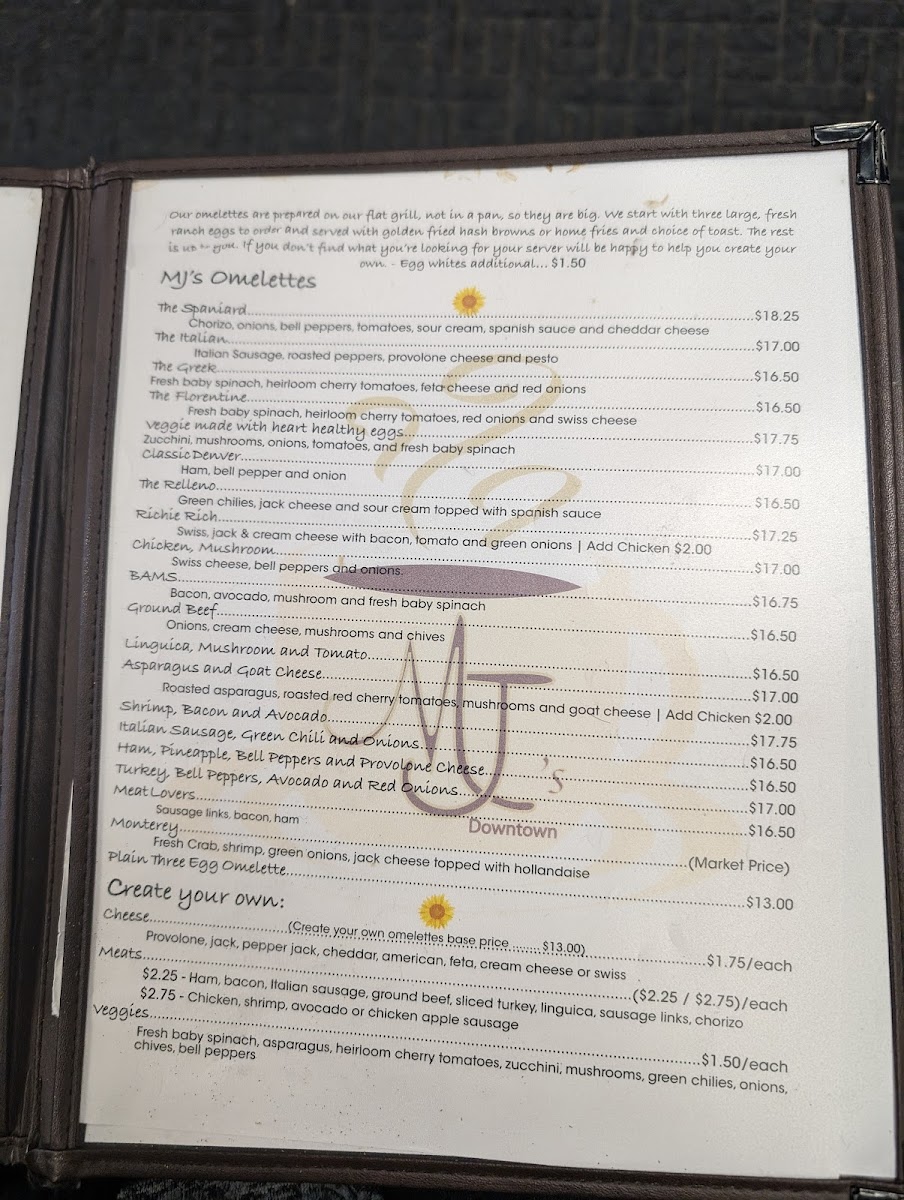 Our omelettes are prepared on our flat grill, not in a pan, so they are big. We start with three large, fresh
ranch eggs to order and served with golden fried hash browns or home fries and choice of toast. The rest
is up to you. If you don't find what you're looking for your server will be happy to help you create your
own. - Egg whites additional... $1.50
MJ's Omelettes
The Spaniard........$18.25
Chorizo, onions, bell peppers, tomatoes, sour cream, spanish sauce and cheddar cheese
The Italian........$17.00
Italian Sausage, roasted peppers, provolone cheese and pesto
The Greek........$16.50
Fresh baby spinach, heirloom cherry tomatoes, feta cheese and red onions
The Florentine........$16.50
Fresh baby spinach, heirloom cherry tomatoes, red onions and swiss cheese
Veggie made with heart healthy eggs........$17.75
Zucchini, mushrooms, onions, tomatoes, and fresh baby spinach
Classic Denver........$17.00
Ham, bell pepper and onion
The Relleno........$16.50
Green chilies, jack cheese and sour cream topped with spanish sauce
Richie Rich........$17.25
Swiss, jack & cream cheese with bacon, tomato and green onions | Add Chicken $2.00
Chicken, Mushroom........$17.00
Swiss cheese, bell peppers and onions.
BAMS........$16.75
Bacon, avocado, mushroom and fresh baby spinach
Ground Beef........$16.50
Onions, cream cheese, mushrooms and chives
Linguica, Mushroom and Tomato........$16.50
Asparagus and Goat Cheese........$17.00
Roasted asparagus, roasted red cherry tomatoes, mushrooms and goat cheese | Add Chicken $2.00
Shrimp, Bacon and Avocado........$17.75
Italian Sausage, Green Chili and Onions........$16.50
Ham, Pineapple, Bell Peppers and Provolone Cheese........$16.50
Turkey, Bell Peppers, Avocado and Red Onions........$17.00
Meat Lovers........$16.50
Sausage links, bacon, ham
Monterey........(Market Price)
Fresh Crab, shrimp, green onions, jack cheese topped with hollandaise
Plain Three Egg Omelette........$13.00
MJ's
Downtown
Create your own:
(Create your own omelettes base price ........ $13.00)
Cheese........$1.75/each
Provolone, jack, pepper jack, cheddar, american, feta, cream cheese or swiss
Meats........($2.25 / $2.75)/each
$2.25 - Ham, bacon, Italian sausage, ground beef, sliced turkey, linguica, sausage links, chorizo
$2.75 - Chicken, shrimp, avocado or chicken apple sausage
Veggies........$1.50/each
Fresh baby spinach, asparagus, heirloom cherry tomatoes, zucchini, mushrooms, green chilies, onions,
chives, bell peppers